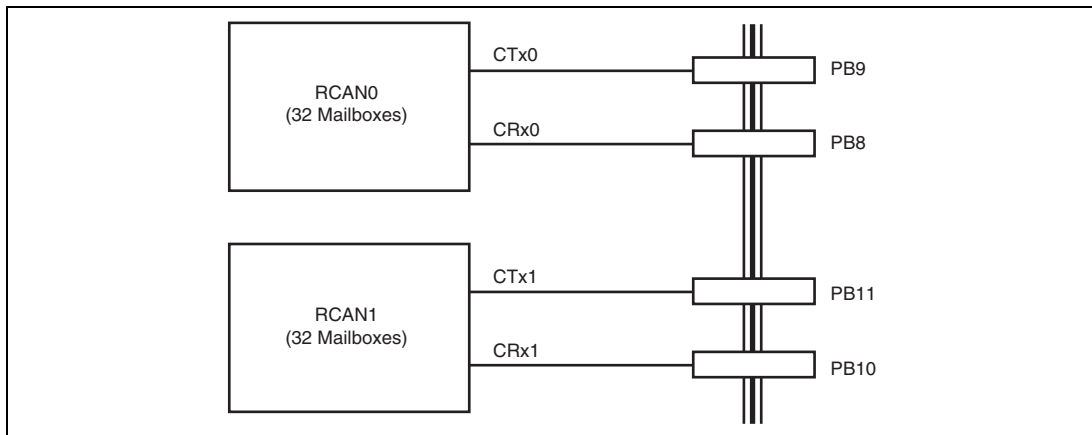 CTx0
PB9
RCAN0
(32 Mailboxes)
CRx0
PB8
CTx1
PB11
RCAN1
(32 Mailboxes)
CRx1
PB10